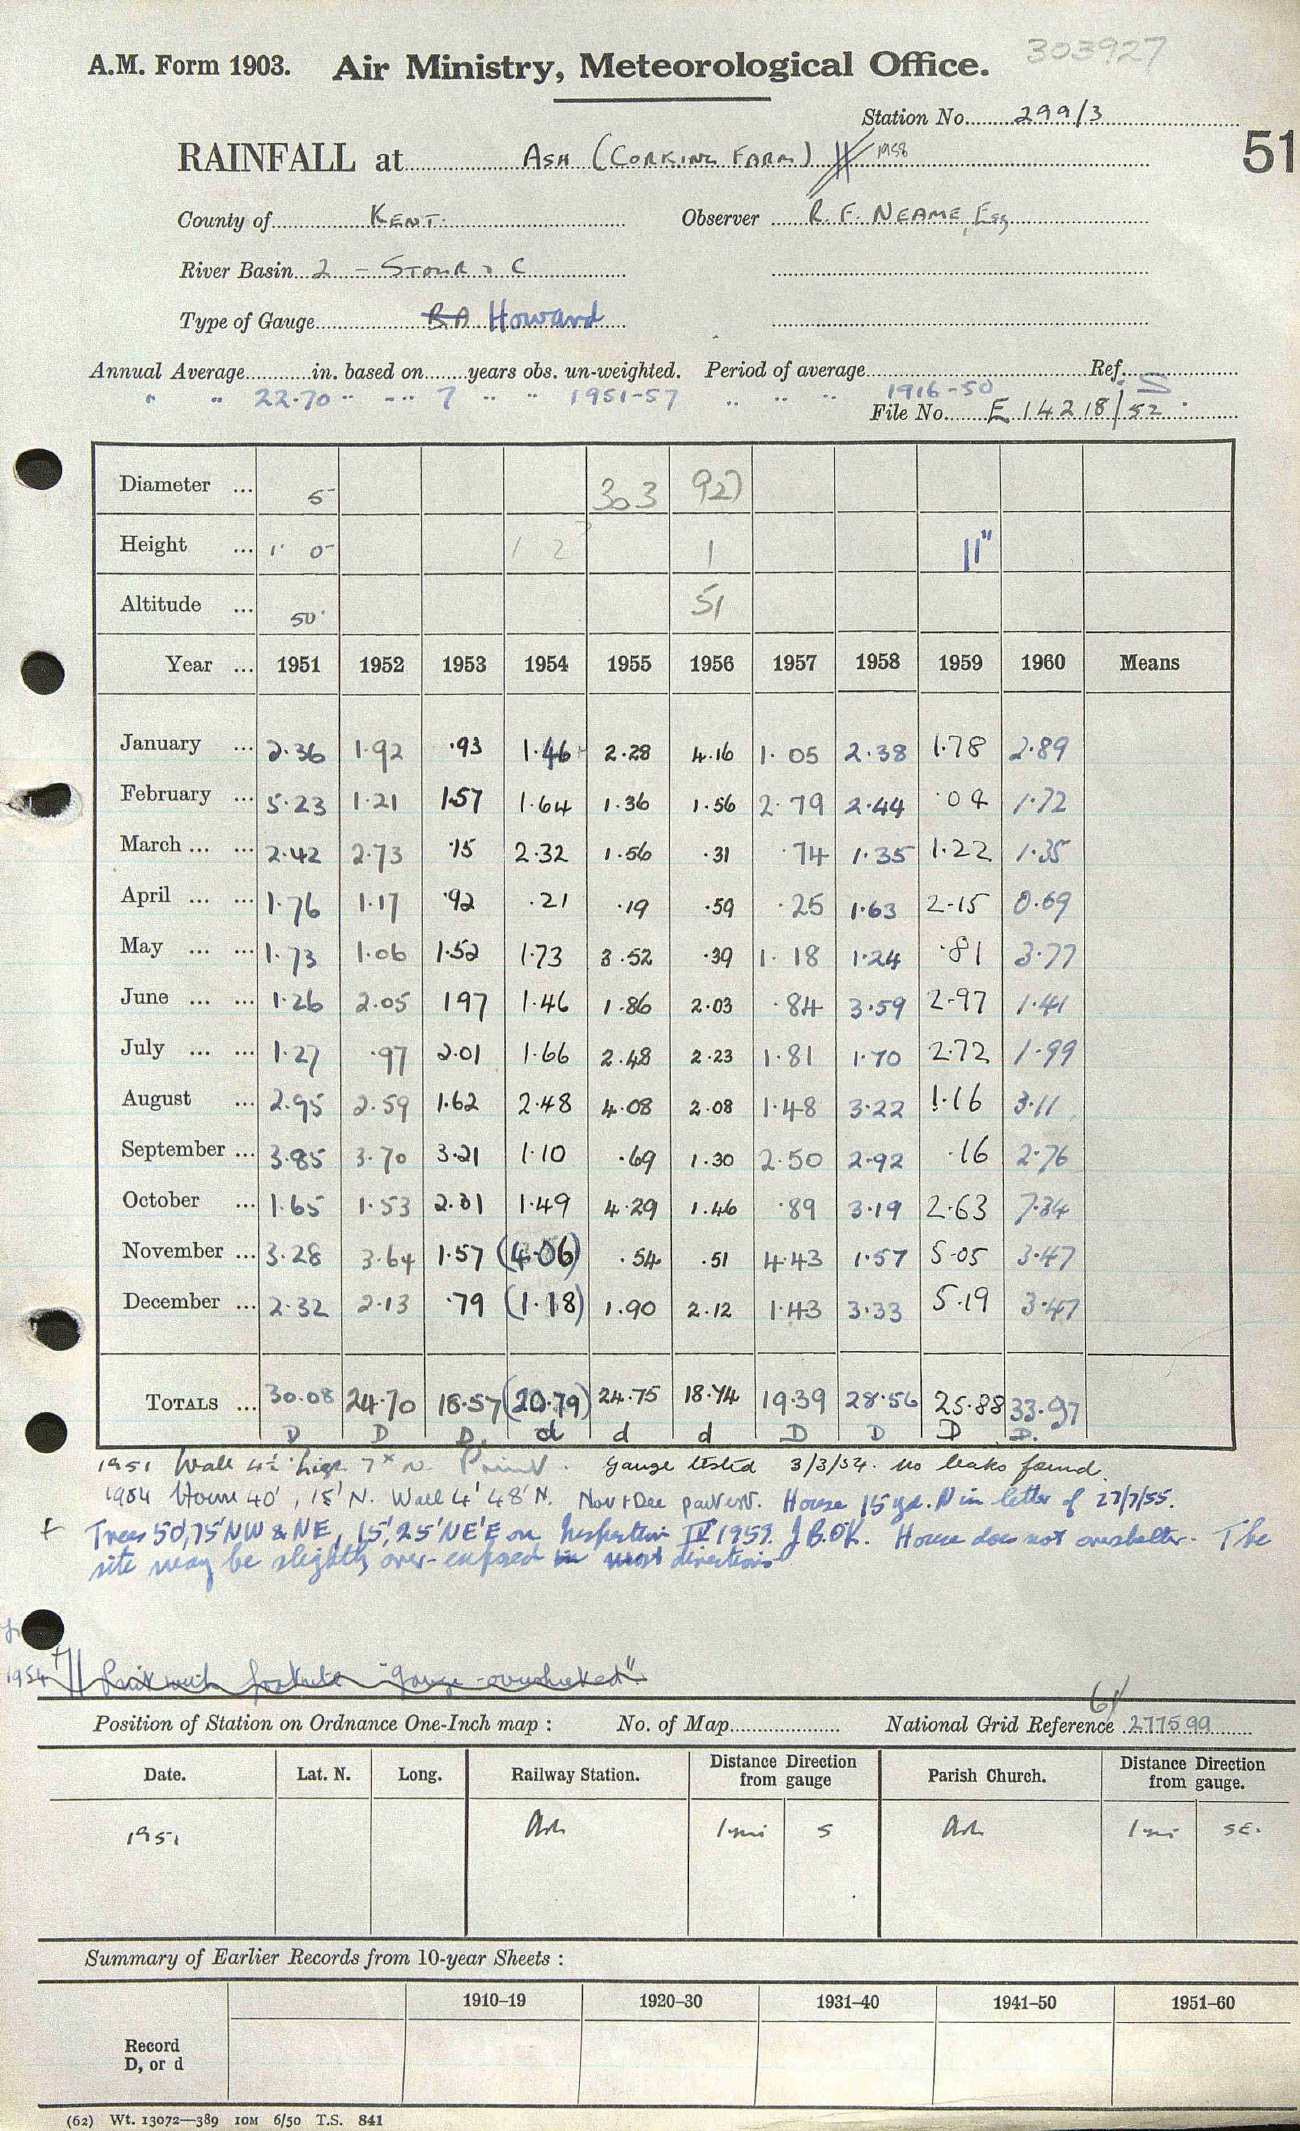 303927
A.M. Form 1903. Air Ministry, Meteorological Office.
Station No. 299/3
51
RAINFALL at Ash (Corking Farm) 1958
County of Kent. Observer R. F. Neame, Esq
River Basin 2 - Stour & C
Type of Gauge RA Howard
Annual Average in. based on years obs. un-weighted. Period of average Ref.
" " 22.70 " " " 7 " " 1951-57 " " " 1916-50 S
File No. E 14218/52
Diameter ... 5 303 927
Height ... 1' 0" 1 2 1 11"
Altitude ... 50' 51
Year ... 1951 1952 1953 1954 1955 1956 1957 1958 1959 1960 Means
January ... 2.36 1.92 .93 1.46 2.28 4.16 1.05 2.38 1.78 2.89
February ... 5.23 1.21 1.57 1.64 1.36 1.56 2.79 2.44 .04 1.72
March ... ... 2.42 2.73 .15 2.32 1.56 .31 .74 1.35 1.22 1.35
April ... ... 1.76 1.17 .92 .21 .19 .59 .25 1.63 2.15 0.69
May ... ... 1.73 1.06 1.52 1.73 3.52 .39 1.18 1.24 .81 3.77
June ... ... 1.26 2.05 197 1.46 1.86 2.03 .84 3.59 2.97 1.41
July ... ... 1.27 .97 2.01 1.66 2.48 2.23 1.81 1.70 2.72 1.99
August ... 2.95 2.59 1.62 2.48 4.08 2.08 1.48 3.22 1.16 3.11
September ... 3.85 3.70 3.21 1.10 .69 1.30 2.50 2.92 .16 2.76
October ... 1.65 1.53 2.31 1.49 4.29 1.46 .89 3.19 2.63 7.34
November ... 3.28 3.64 1.57 (4.06) .54 .51 4.43 1.57 5.05 3.47
December ... 2.32 2.13 .79 (1.18) 1.90 2.12 1.43 3.33 5.19 3.47
Totals ... 30.08 24.70 18.57 (20.79) 24.75 18.74 19.39 28.56 25.88 33.97
D D D. d d d D D D D.
1951 Wall 4½' high 7' N. Print. Gauge tested 3/3/54. no leaks found.
1954 House 40', 15' N. Wall 4' 48' N. Nov & Dec part est. House 15 yd. N in letter of 27/7/55.
+ Trees 50', 75' NW & NE, 15', 25' NE'E on Inspection IV 1959. J.B.O'K. House does not overshelter. The
site may be slightly over-exposed in most directions
1954 Print with footnote "gauge oversheltered"
61
Position of Station on Ordnance One-Inch map : No. of Map National Grid Reference 277599
Date. Lat. N. Long. Railway Station. Distance from gauge Direction Parish Church. Distance from gauge. Direction
1951 Ash 1 mi S Ash 1 mi SE.
Summary of Earlier Records from 10-year Sheets :
1910–19 1920–30 1931–40 1941–50 1951–60
Record
D, or d
(62) Wt. 13072—389 10M 6/50 T.S. 841